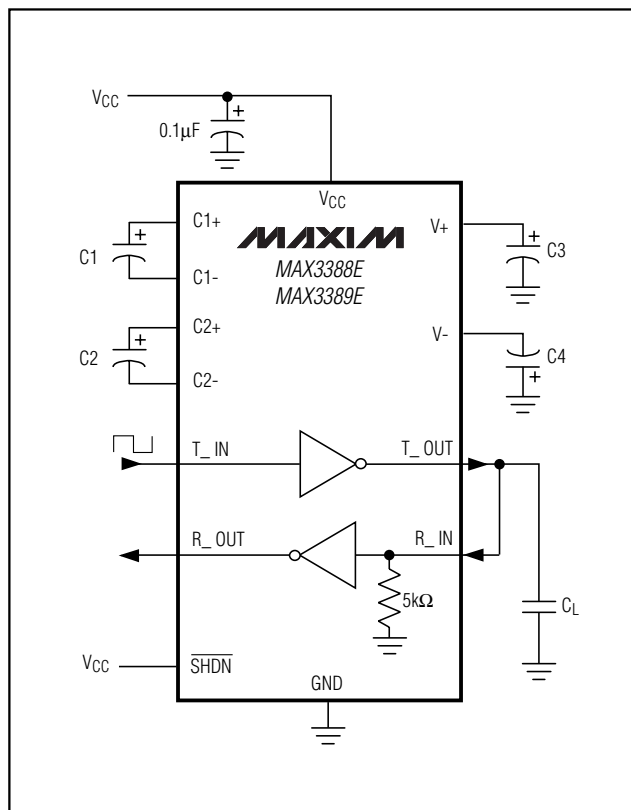 VCC
0.1µF
VCC
C1+
V+
C1
C3
C1-
MAXIM
MAX3388E
MAX3389E
C2+
V-
C2
C4
C2-
T_ IN
T_ OUT
R_ OUT
R_ IN
5kΩ
CL
VCC
SHDN
GND